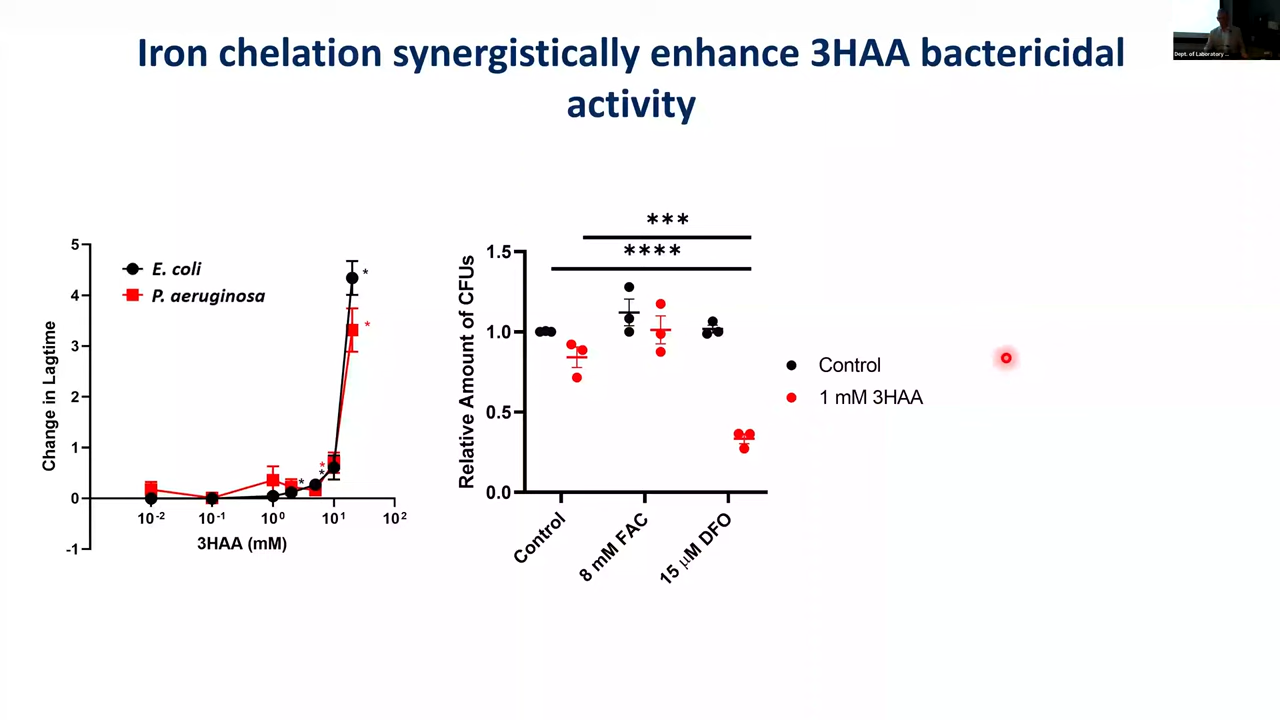 Iron chelation synergistically enhance 3HAA bactericidal
activity
Dept. of Laboratory ...
5
4
3
2
1
0
-1
Change in Lagtime
E. coli
P. aeruginosa
*
*
*
*
*
10-2
10-1
100
101
102
3HAA (mM)
***
****
1.5
1.0
0.5
0.0
Relative Amount of CFUs
Control
8 mM FAC
15 μM DFO
Control
1 mM 3HAA